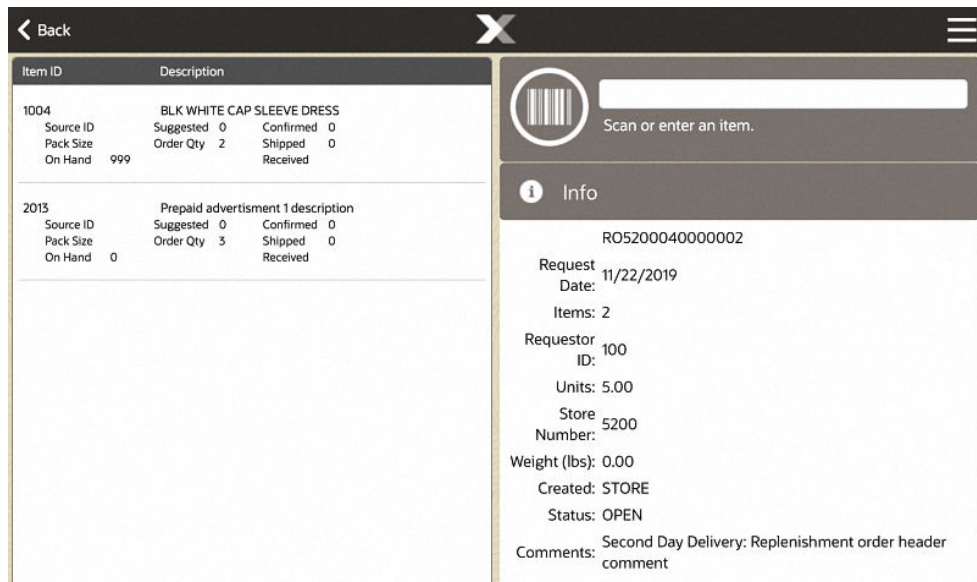 Back
Item ID Description
1004 BLK WHITE CAP SLEEVE DRESS
Source ID Suggested 0 Confirmed 0
Pack Size Order Qty 2 Shipped 0
On Hand 999 Received
2013 Prepaid advertisment 1 description
Source ID Suggested 0 Confirmed 0
Pack Size Order Qty 3 Shipped 0
On Hand 0 Received
Scan or enter an item.
Info
RO5200040000002
Request
Date: 11/22/2019
Items: 2
Requestor
ID: 100
Units: 5.00
Store
Number: 5200
Weight (lbs): 0.00
Created: STORE
Status: OPEN
Comments: Second Day Delivery: Replenishment order header
comment